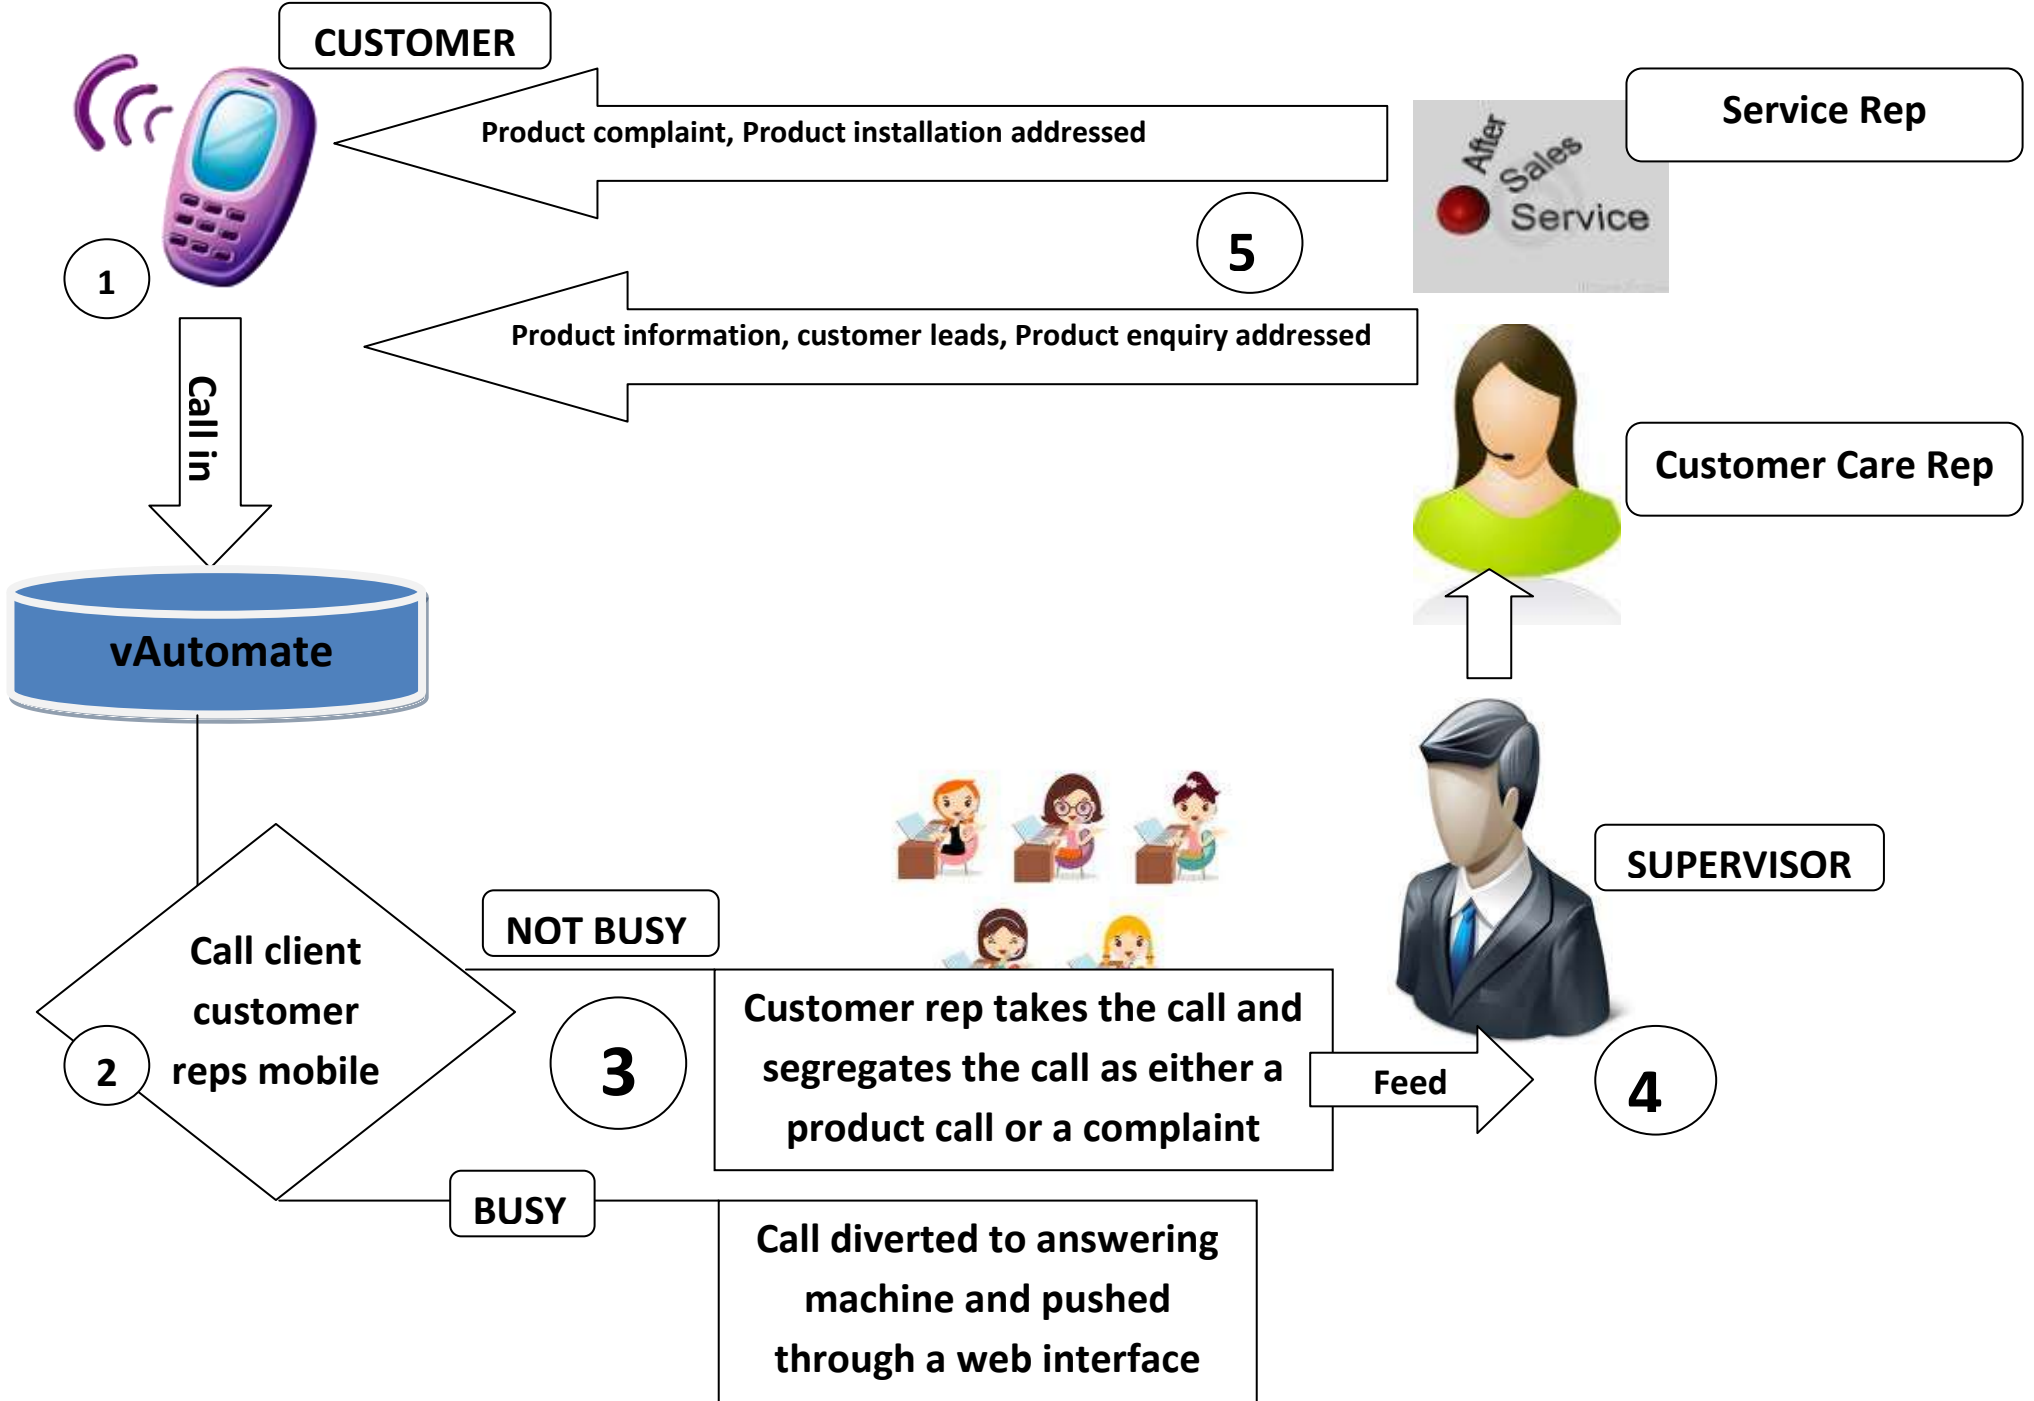 CUSTOMER
Product complaint, Product installation addressed
Service Rep
After
Sales
Service
5
1
Product information, customer leads, Product enquiry addressed
Call in
Customer Care Rep
vAutomate
SUPERVISOR
NOT BUSY
Call client
customer
reps mobile
2
3
Customer rep takes the call and
segregates the call as either a
product call or a complaint
Feed
4
BUSY
Call diverted to answering
machine and pushed
through a web interface